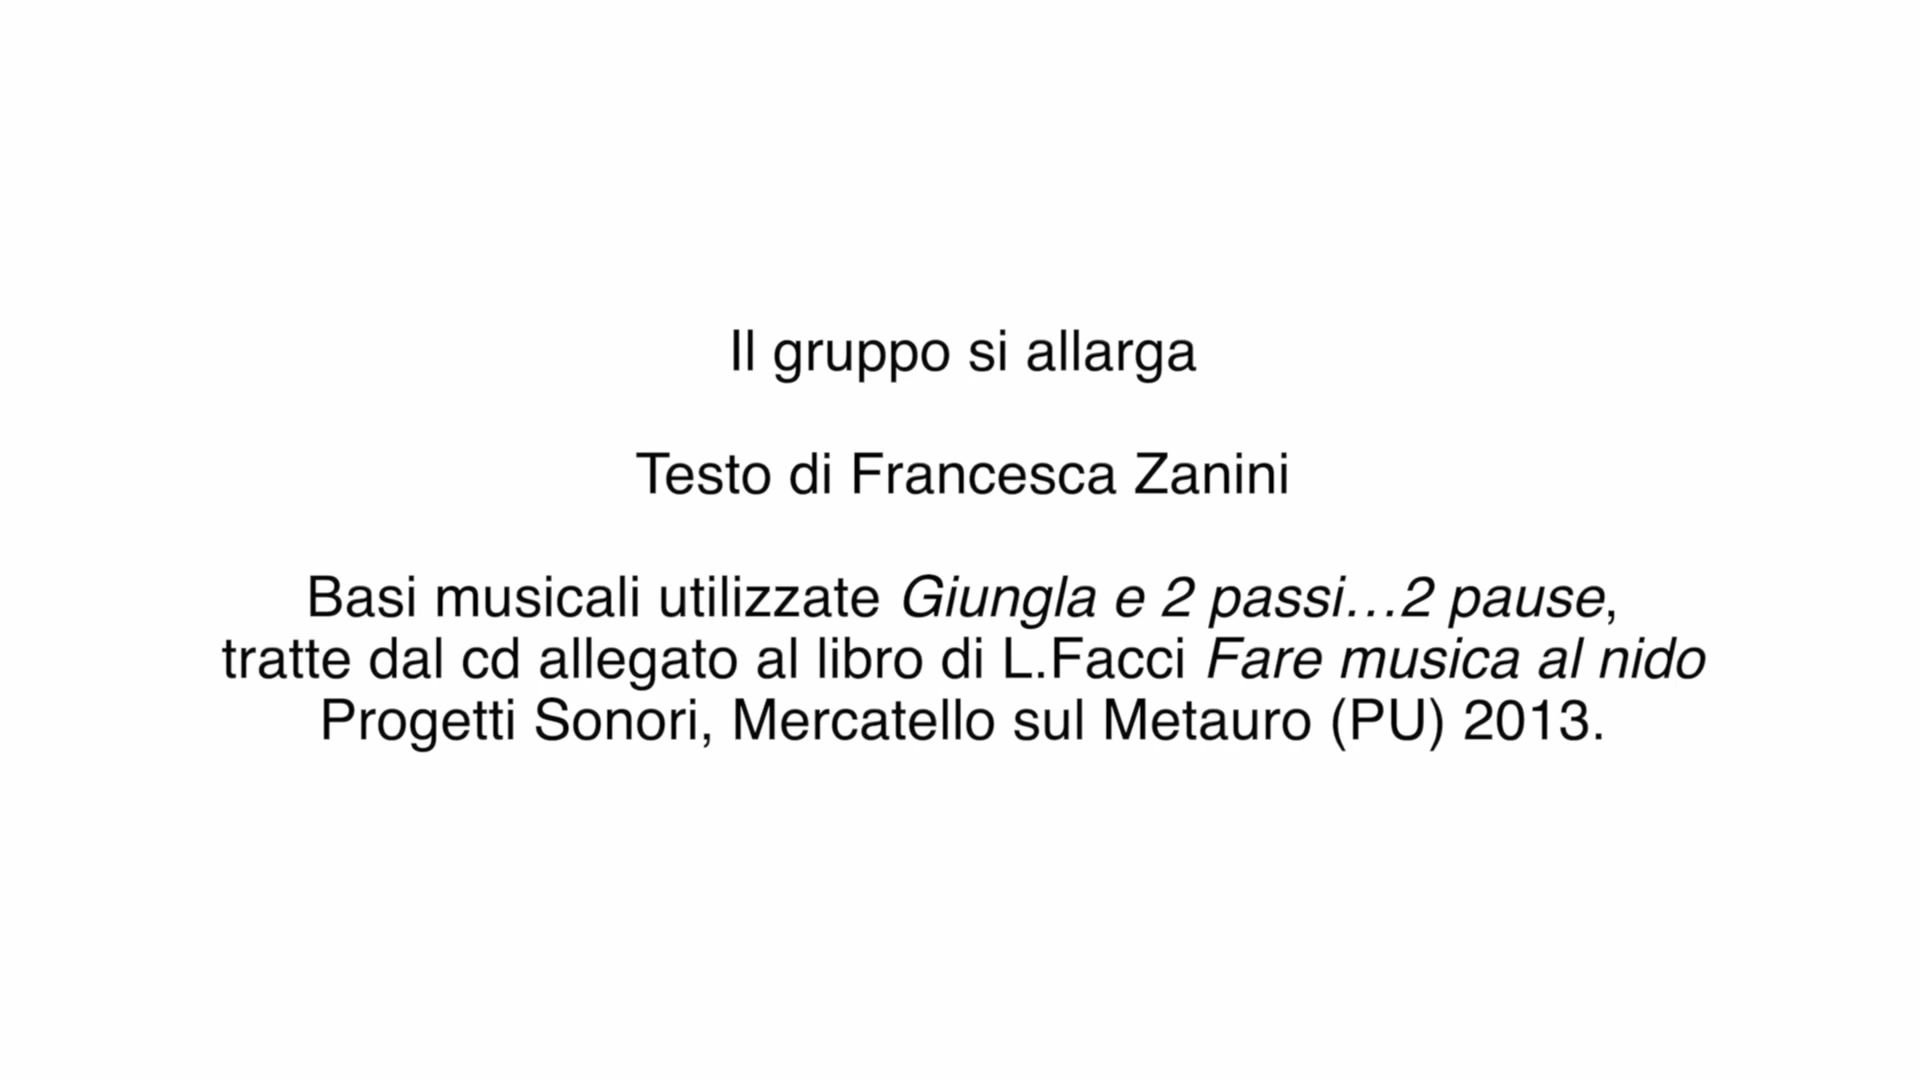 Il gruppo si allarga
Testo di Francesca Zanini
Basi musicali utilizzate Giungla e 2 passi…2 pause,
tratte dal cd allegato al libro di L.Facci Fare musica al nido
Progetti Sonori, Mercatello sul Metauro (PU) 2013.